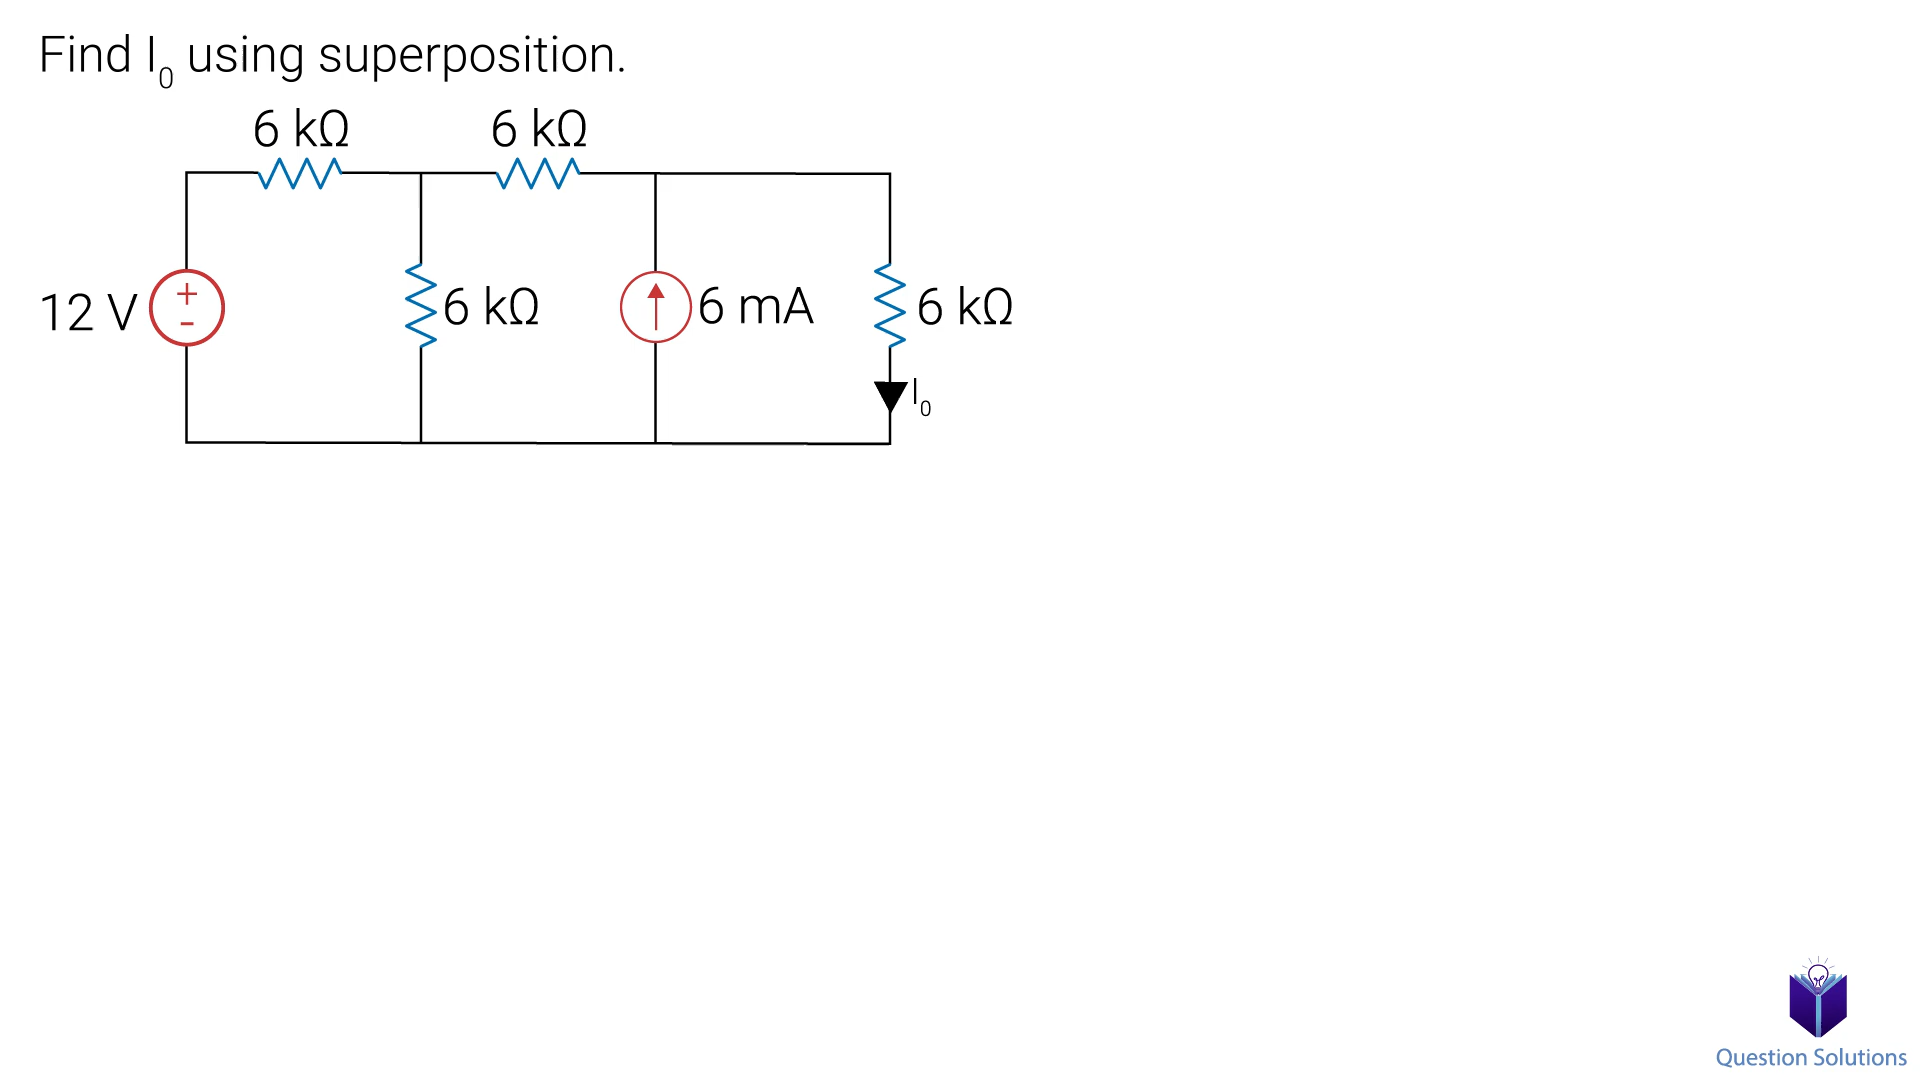 Find I₀ using superposition.
6 kΩ 6 kΩ
12 V + - 6 kΩ 6 mA 6 kΩ
I₀
Question Solutions